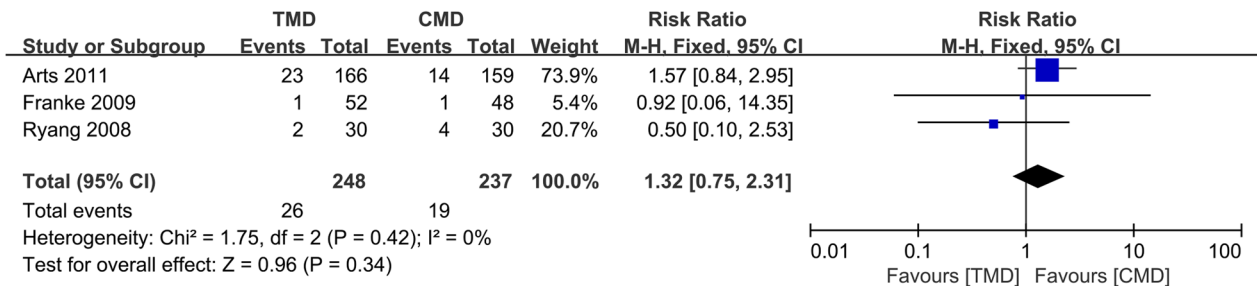 TMD CMD Risk Ratio Risk Ratio
Study or Subgroup Events Total Events Total Weight M-H, Fixed, 95% CI M-H, Fixed, 95% CI
Arts 2011 23 166 14 159 73.9% 1.57 [0.84, 2.95]
Franke 2009 1 52 1 48 5.4% 0.92 [0.06, 14.35]
Ryang 2008 2 30 4 30 20.7% 0.50 [0.10, 2.53]
Total (95% CI) 248 237 100.0% 1.32 [0.75, 2.31]
Total events 26 19
Heterogeneity: Chi² = 1.75, df = 2 (P = 0.42); I² = 0%
Test for overall effect: Z = 0.96 (P = 0.34)
0.01 0.1 1 10 100
Favours [TMD] Favours [CMD]